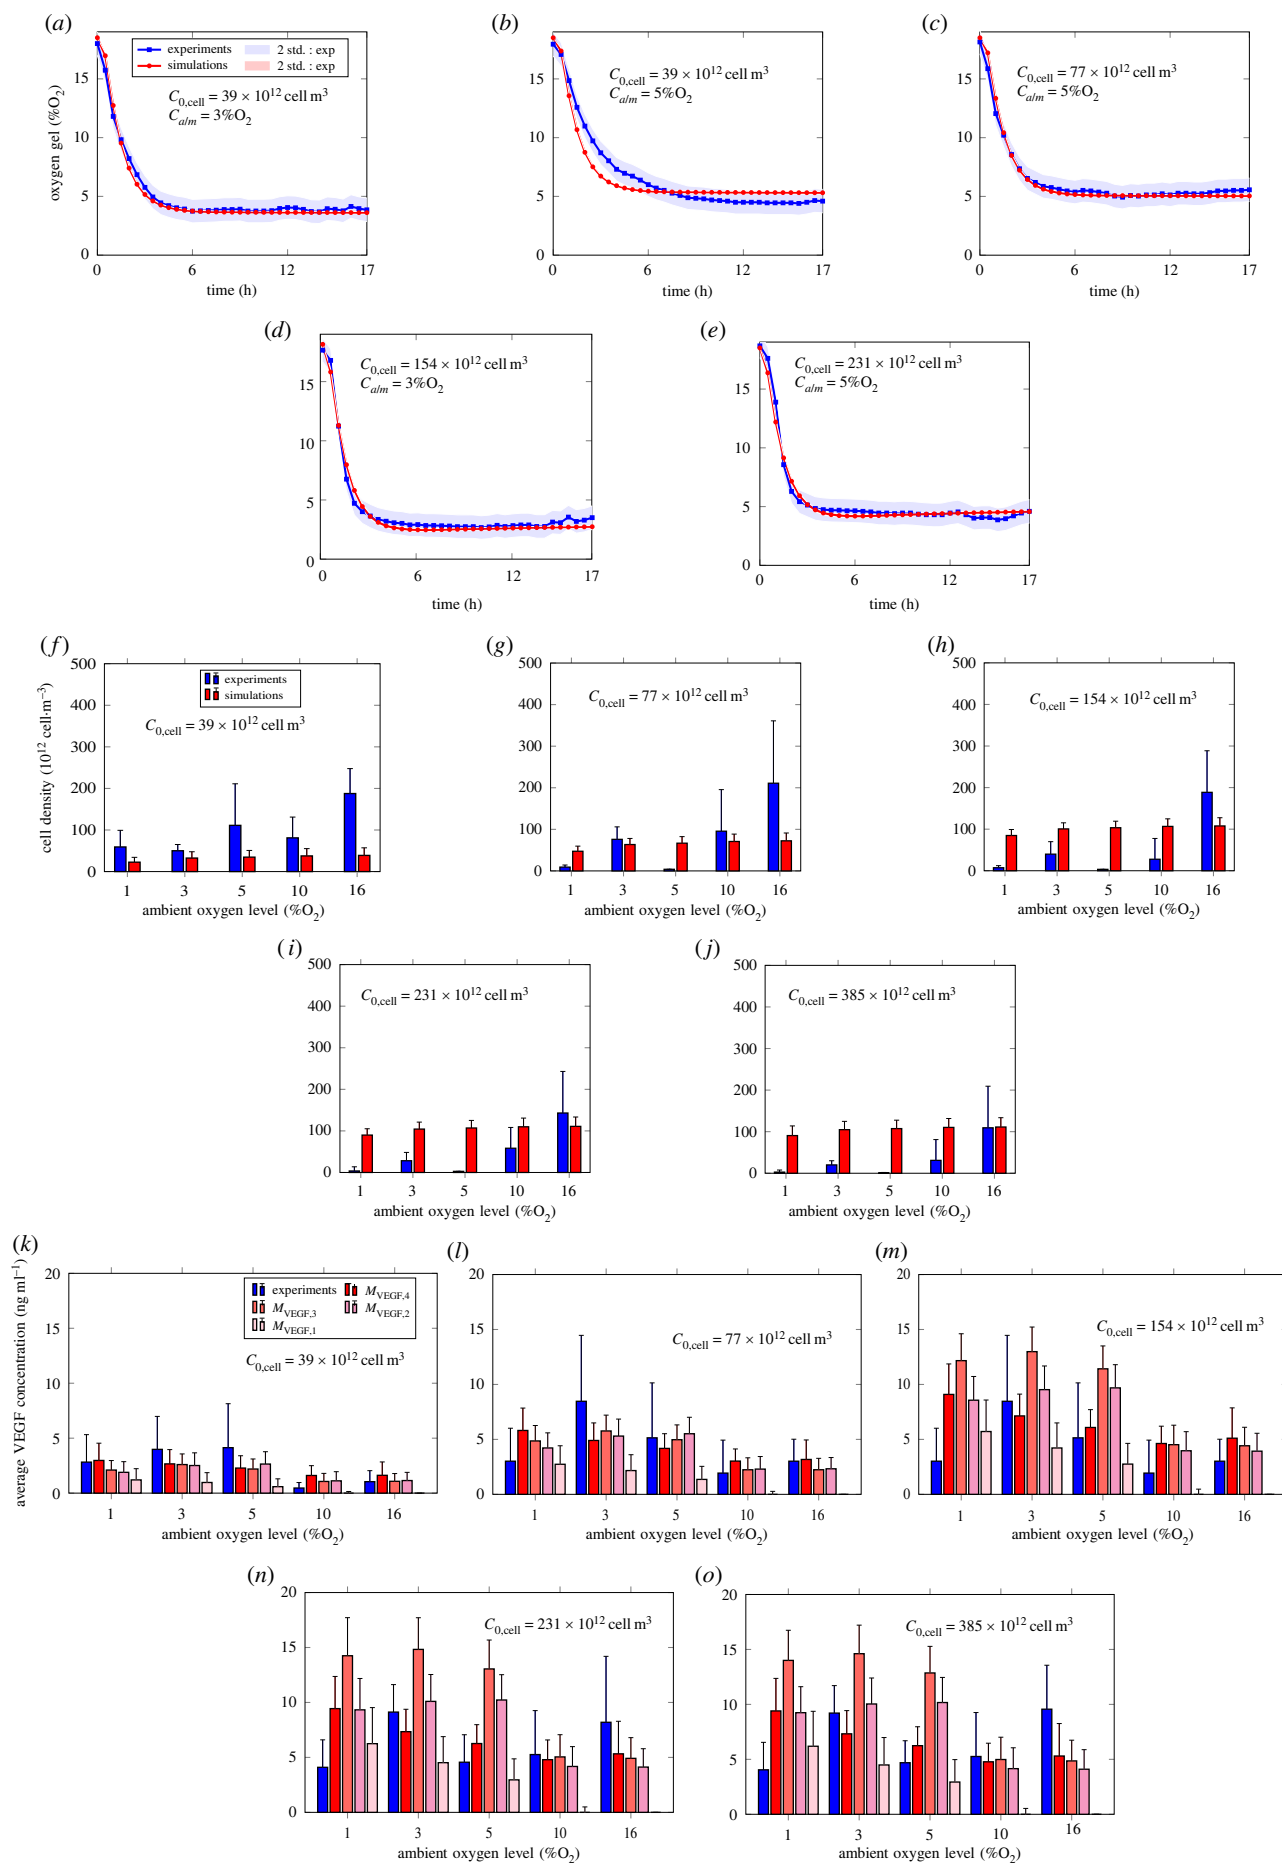 (a)
(b)
(c)
oxygen gel (%O2)
15
10
5
0
0 6 12 17
time (h)
experiments 2 std. : exp
simulations 2 std. : exp
C0,cell = 39 × 10^12 cell m^3
Ca/m = 3%O2
15
10
5
0
0 6 12 17
time (h)
C0,cell = 39 × 10^12 cell m^3
Ca/m = 5%O2
15
10
5
0
0 6 12 17
time (h)
C0,cell = 77 × 10^12 cell m^3
Ca/m = 5%O2
(d)
(e)
15
10
5
0
0 6 12 17
time (h)
C0,cell = 154 × 10^12 cell m^3
Ca/m = 3%O2
15
10
5
0
0 6 12 17
time (h)
C0,cell = 231 × 10^12 cell m^3
Ca/m = 5%O2
(f)
(g)
(h)
cell density (10^12 cell·m^−3)
500
400
300
200
100
0
1 3 5 10 16
ambient oxygen level (%O2)
experiments
simulations
C0,cell = 39 × 10^12 cell m^3
500
400
300
200
100
0
1 3 5 10 16
ambient oxygen level (%O2)
C0,cell = 77 × 10^12 cell m^3
500
400
300
200
100
0
1 3 5 10 16
ambient oxygen level (%O2)
C0,cell = 154 × 10^12 cell m^3
(i)
(j)
500
400
300
200
100
0
1 3 5 10 16
ambient oxygen level (%O2)
C0,cell = 231 × 10^12 cell m^3
500
400
300
200
100
0
1 3 5 10 16
ambient oxygen level (%O2)
C0,cell = 385 × 10^12 cell m^3
(k)
(l)
(m)
average VEGF concentration (ng ml^−1)
20
15
10
5
0
1 3 5 10 16
ambient oxygen level (%O2)
experiments MVEGF,4
MVEGF,3 MVEGF,2
MVEGF,1
C0,cell = 39 × 10^12 cell m^3
20
15
10
5
0
1 3 5 10 16
ambient oxygen level (%O2)
C0,cell = 77 × 10^12 cell m^3
20
15
10
5
0
1 3 5 10 16
ambient oxygen level (%O2)
C0,cell = 154 × 10^12 cell m^3
(n)
(o)
20
15
10
5
0
1 3 5 10 16
ambient oxygen level (%O2)
C0,cell = 231 × 10^12 cell m^3
20
15
10
5
0
1 3 5 10 16
ambient oxygen level (%O2)
C0,cell = 385 × 10^12 cell m^3